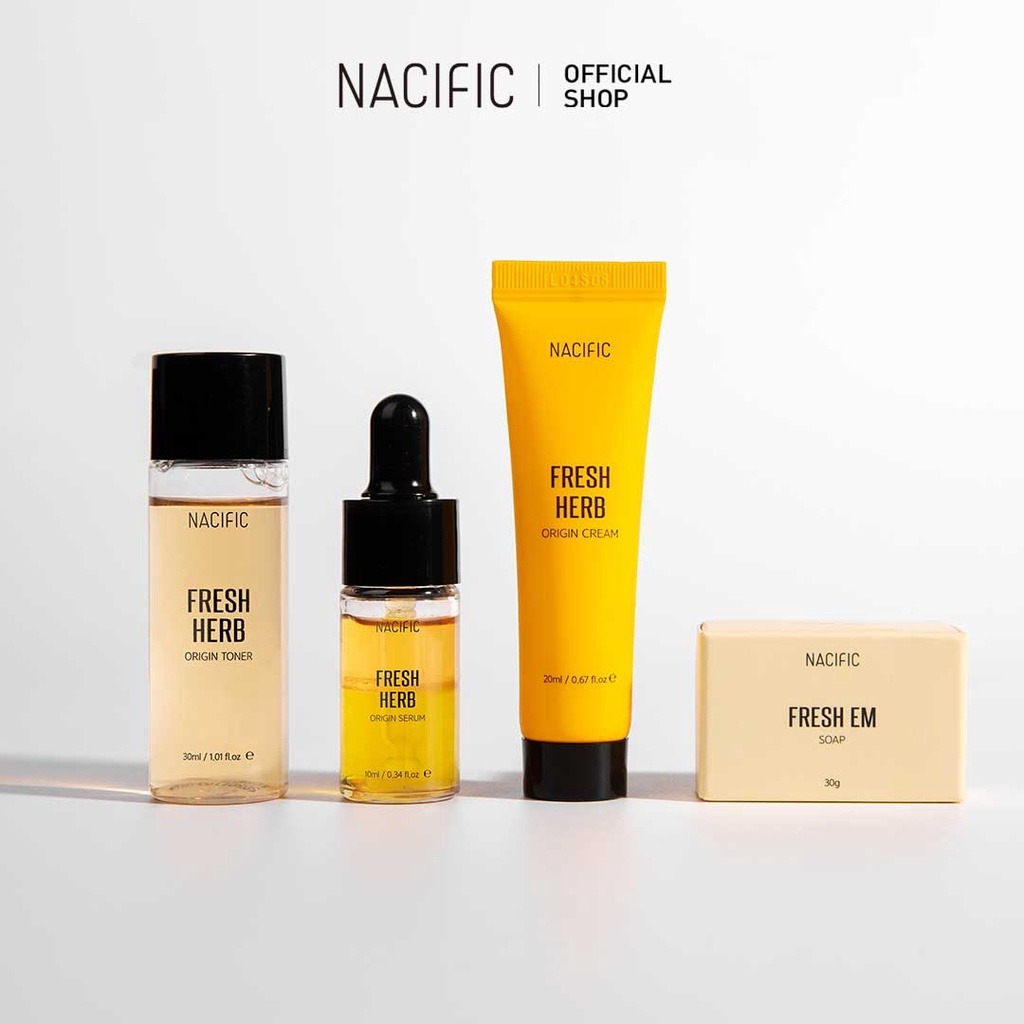 NACIFIC
OFFICIAL
SHOP
NACIFIC
FRESH
HERB
ORIGIN TONER
30ml / 1.01 fl.oz ℮
NACIFIC
FRESH
HERB
ORIGIN SERUM
10ml / 0.34 fl.oz ℮
L04S06
NACIFIC
FRESH
HERB
ORIGIN CREAM
20ml / 0.67 fl.oz ℮
NACIFIC
FRESH EM
SOAP
30g